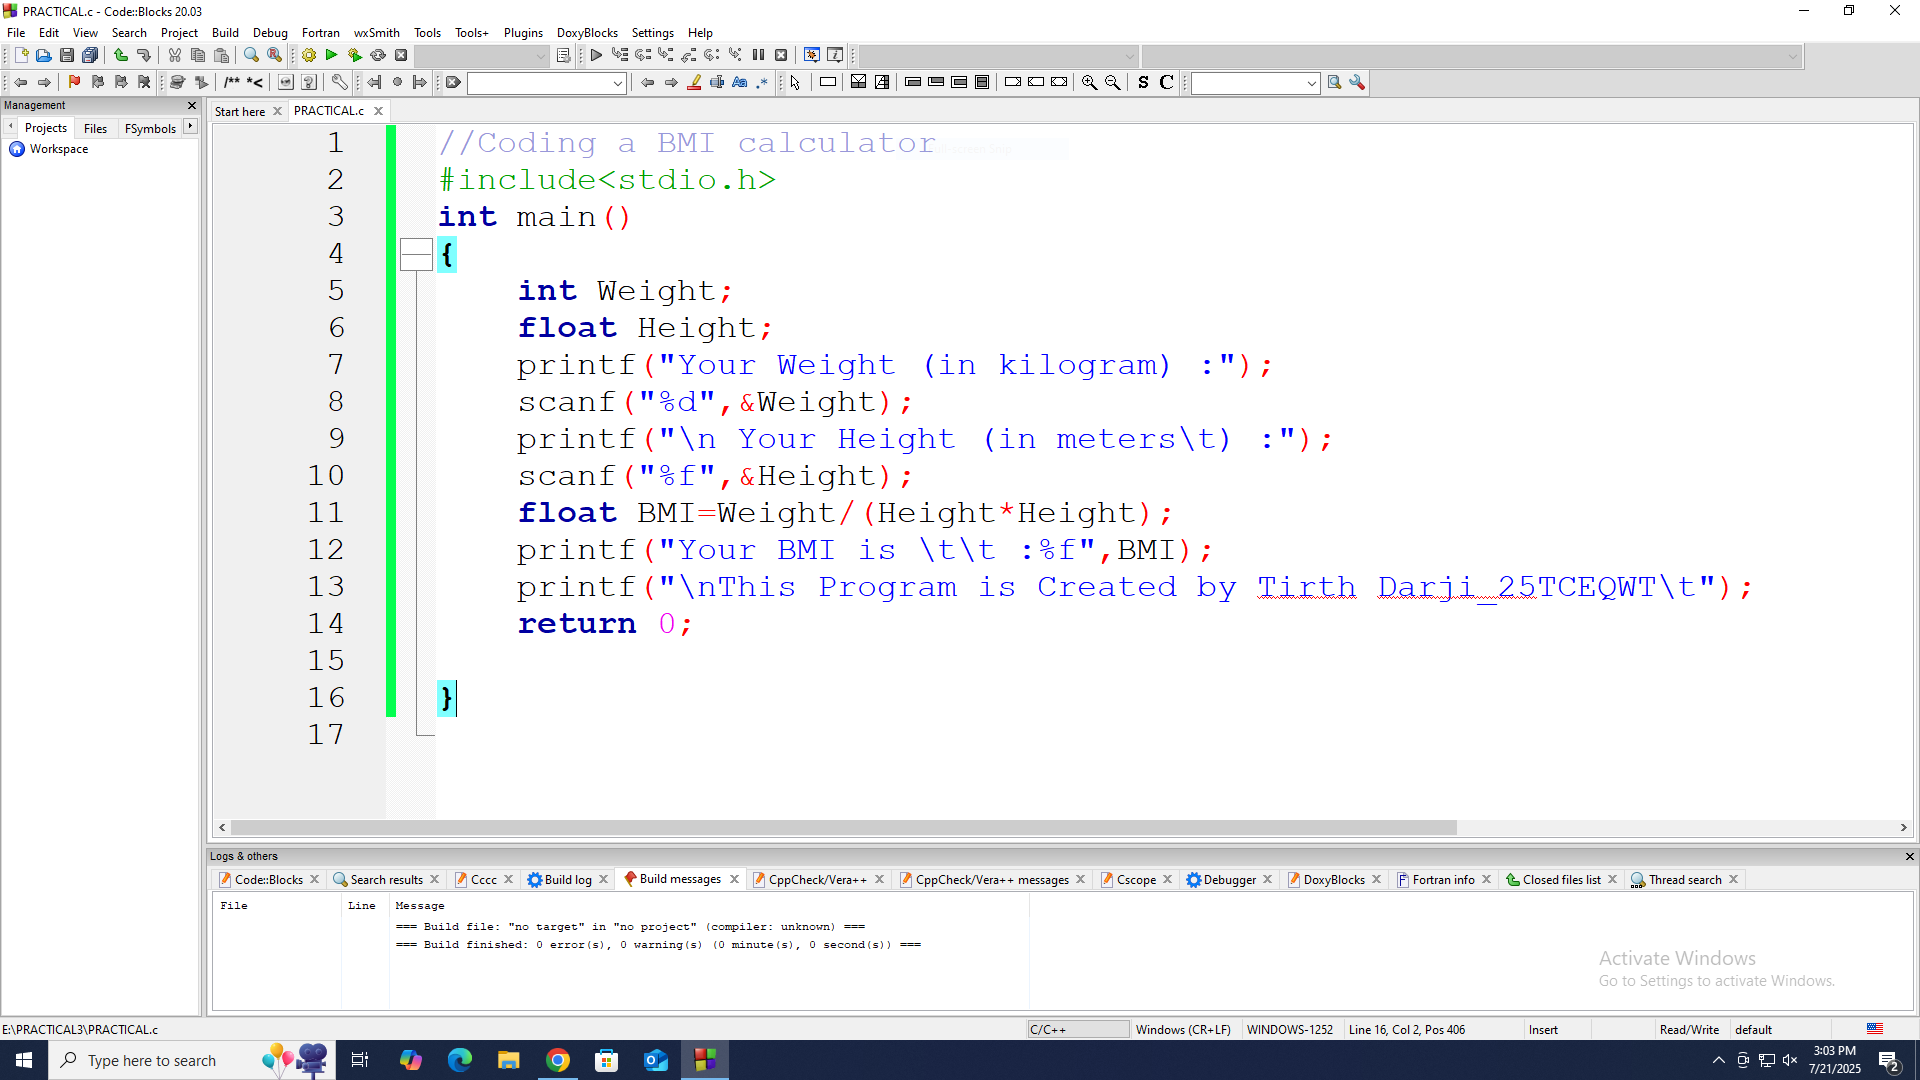 PRACTICAL.c - Code::Blocks 20.03
File Edit View Search Project Build Debug Fortran wxSmith Tools Tools+ Plugins DoxyBlocks Settings Help
/** *< Aa .* S C
Management
Projects Files FSymbols
Workspace
Start here PRACTICAL.c
1 //Coding a BMI calculator
2 #include<stdio.h>
3 int main()
4 {
5 int Weight;
6 float Height;
7 printf("Your Weight (in kilogram) :");
8 scanf("%d",&Weight);
9 printf("\n Your Height (in meters\t) :");
10 scanf("%f",&Height);
11 float BMI=Weight/(Height*Height);
12 printf("Your BMI is \t\t :%f",BMI);
13 printf("\nThis Program is Created by Tirth Darji_25TCEQWT\t");
14 return 0;
15
16 }
17
Logs & others
Code::Blocks Search results Cccc Build log Build messages CppCheck/Vera++ CppCheck/Vera++ messages Cscope Debugger DoxyBlocks Fortran info Closed files list Thread search
File Line Message
=== Build file: "no target" in "no project" (compiler: unknown) ===
=== Build finished: 0 error(s), 0 warning(s) (0 minute(s), 0 second(s)) ===
Activate Windows
Go to Settings to activate Windows.
E:\PRACTICAL3\PRACTICAL.c C/C++ Windows (CR+LF) WINDOWS-1252 Line 16, Col 2, Pos 406 Insert Read/Write default
Type here to search
3:03 PM
7/21/2025
2